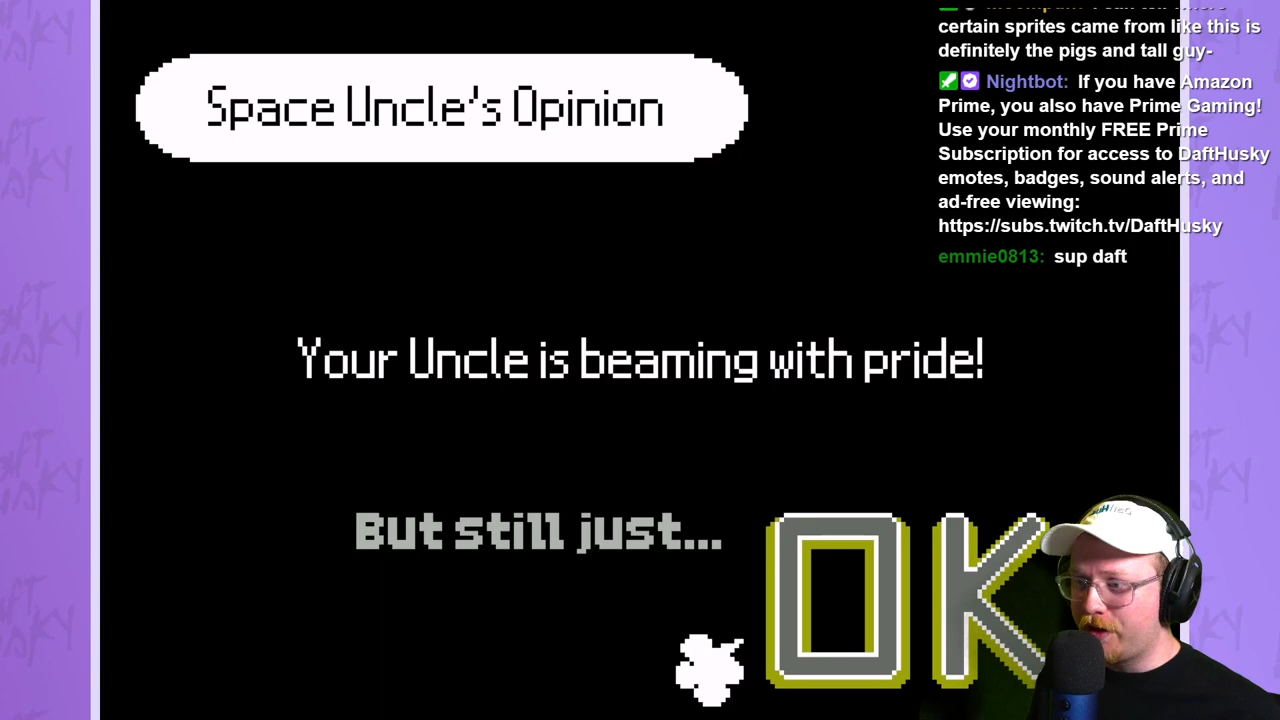 Space Uncle's Opinion
Your Uncle is beaming with pride!
But still just...
OK
certain sprites came from like this is
definitely the pigs and tall guy-
Nightbot: If you have Amazon
Prime, you also have Prime Gaming!
Use your monthly FREE Prime
Subscription for access to DaftHusky
emotes, badges, sound alerts, and
ad-free viewing:
https://subs.twitch.tv/DaftHusky
emmie0813: sup daft